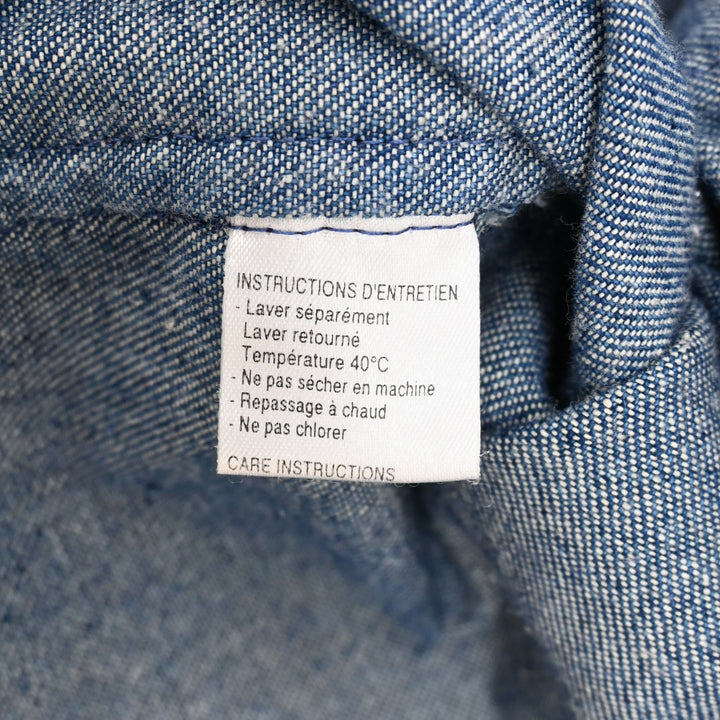 INSTRUCTIONS D'ENTRETIEN
- Laver séparément
Laver retourné
Température 40°C
- Ne pas sécher en machine
- Repassage à chaud
- Ne pas chlorer
CARE INSTRUCTIONS